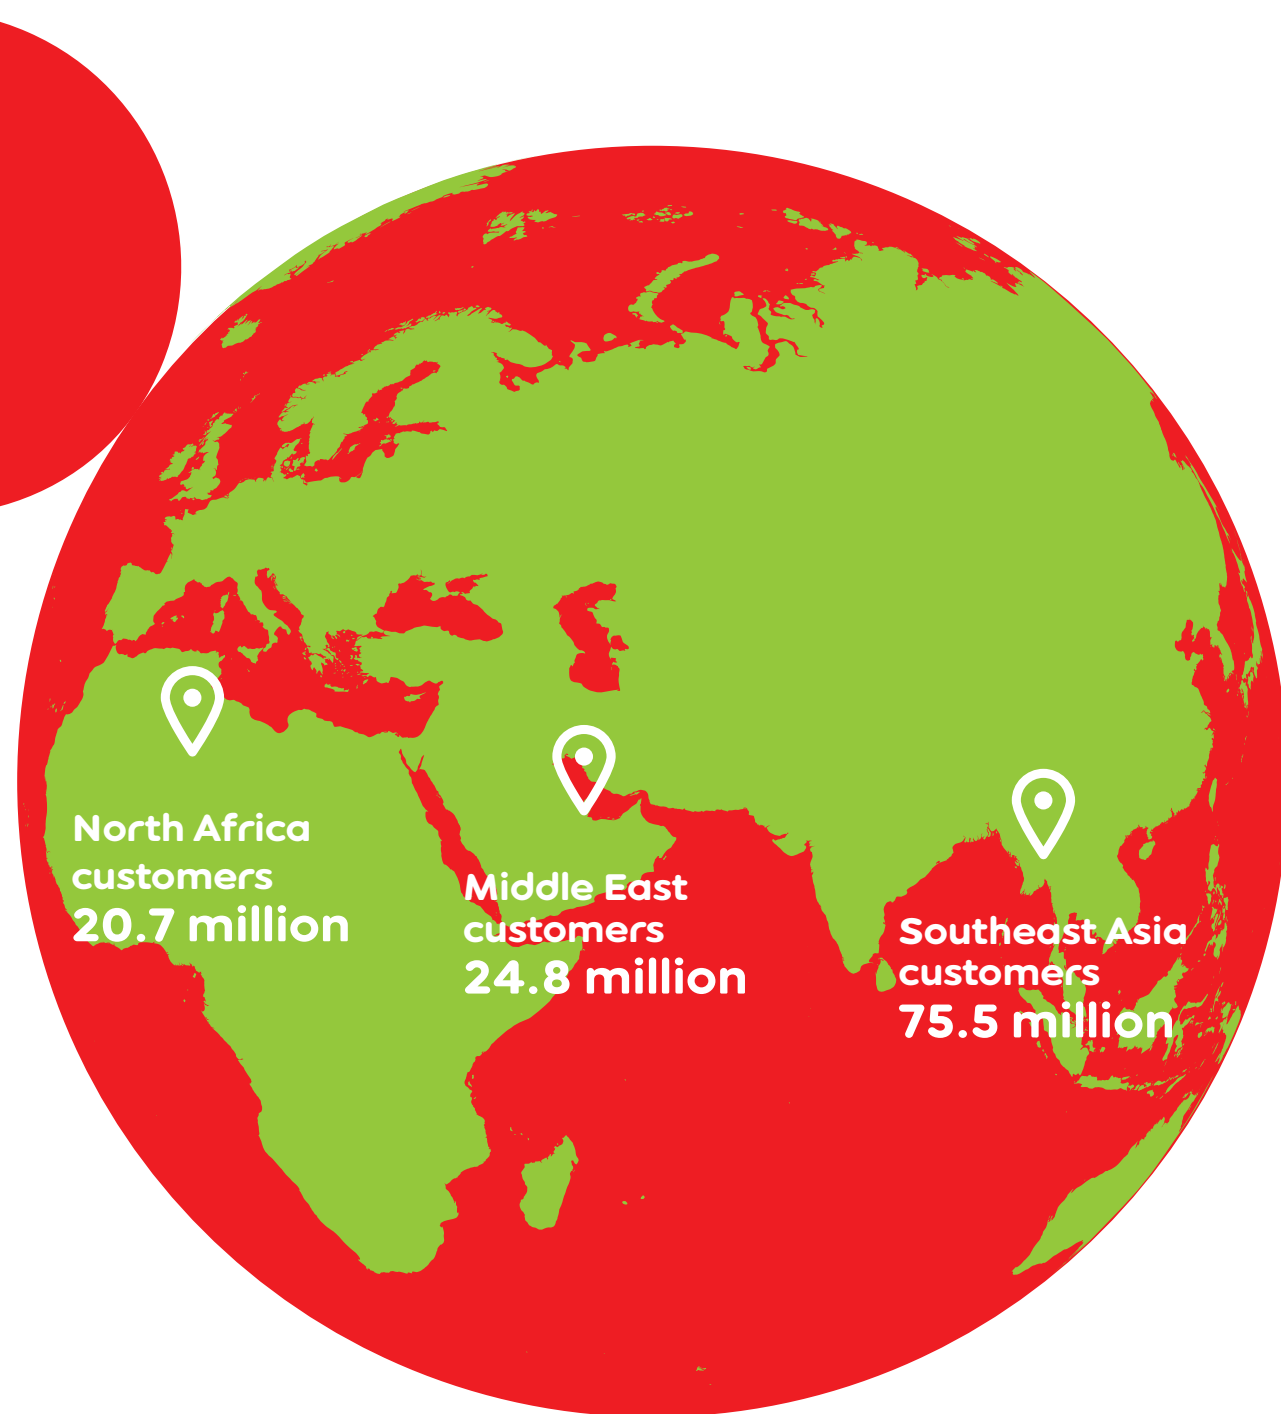 North Africa
customers
20.7 million
Middle East
customers
24.8 million
Southeast Asia
customers
75.5 million